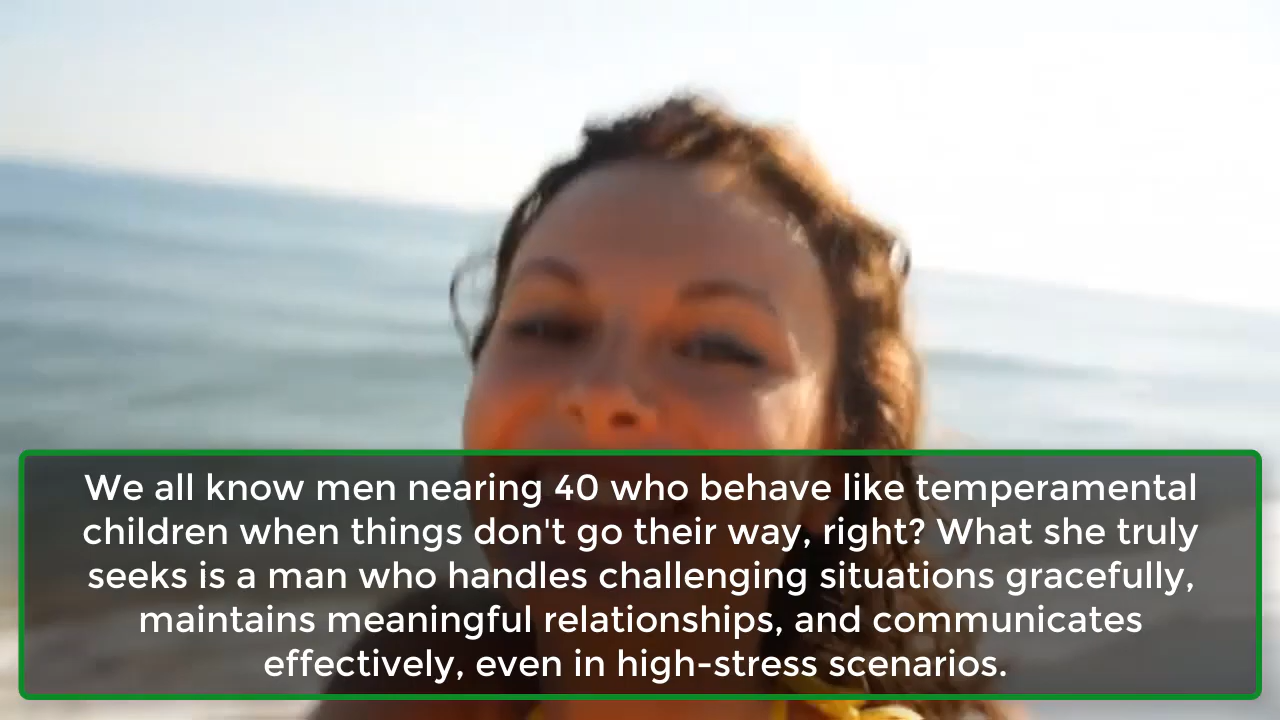 We all know men nearing 40 who behave like temperamental
children when things don't go their way, right? What she truly
seeks is a man who handles challenging situations gracefully,
maintains meaningful relationships, and communicates
effectively, even in high-stress scenarios.